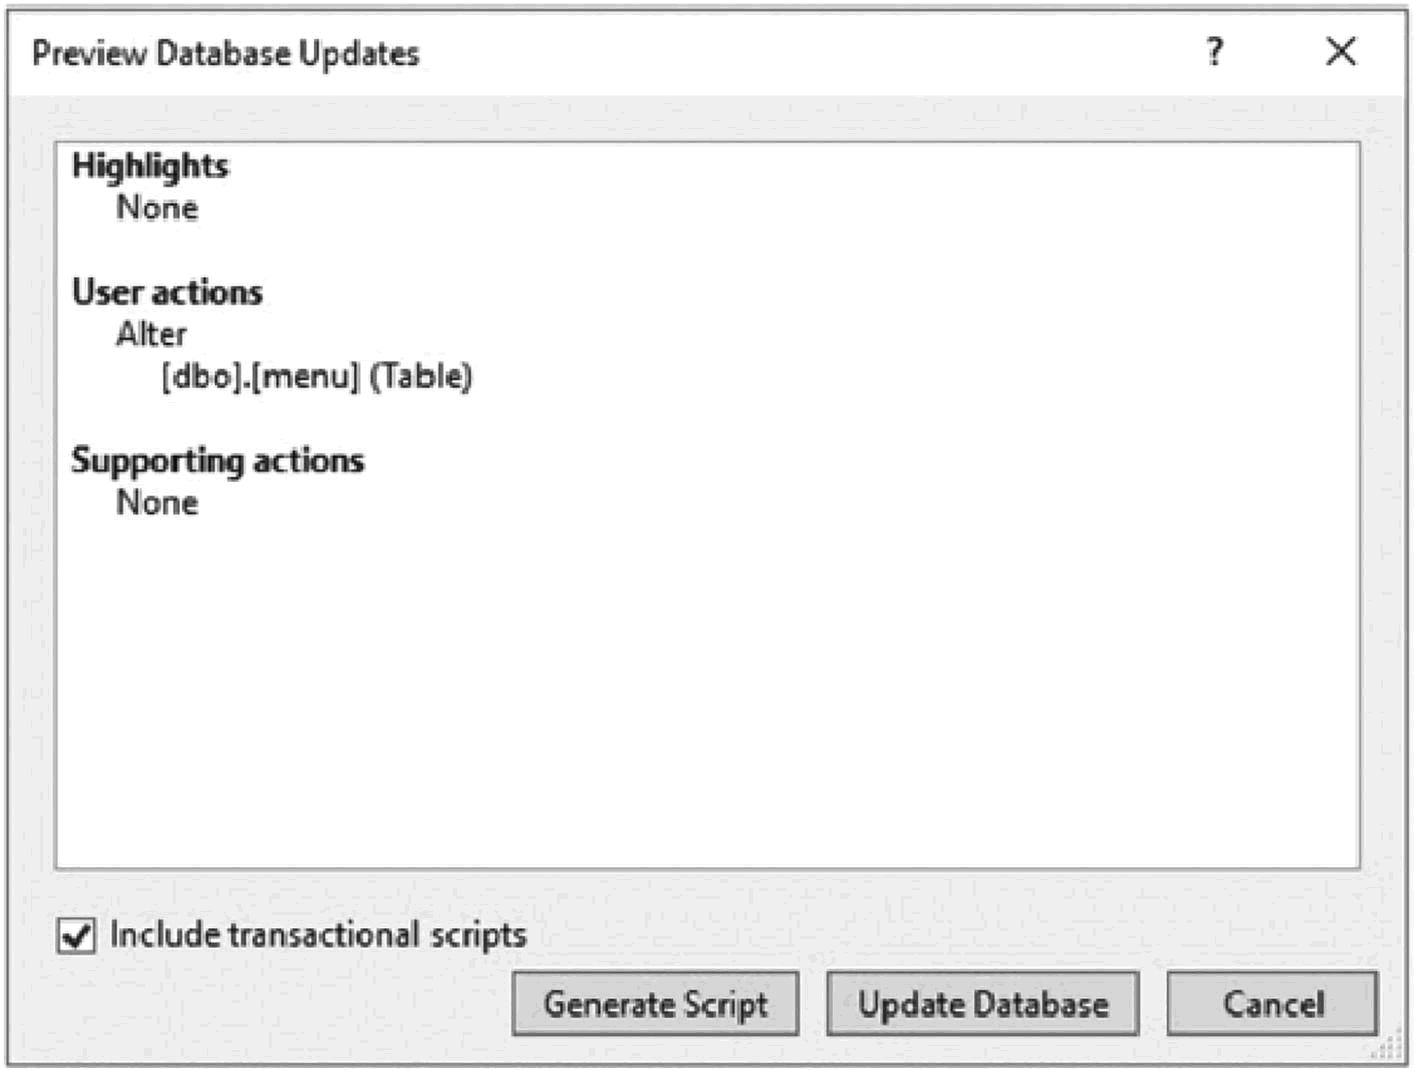 Preview Database Updates ?
Highlights
None
User actions
Alter
[dbo].[menu] (Table)
Supporting actions
None
Include transactional scripts
Generate Script Update Database Cancel